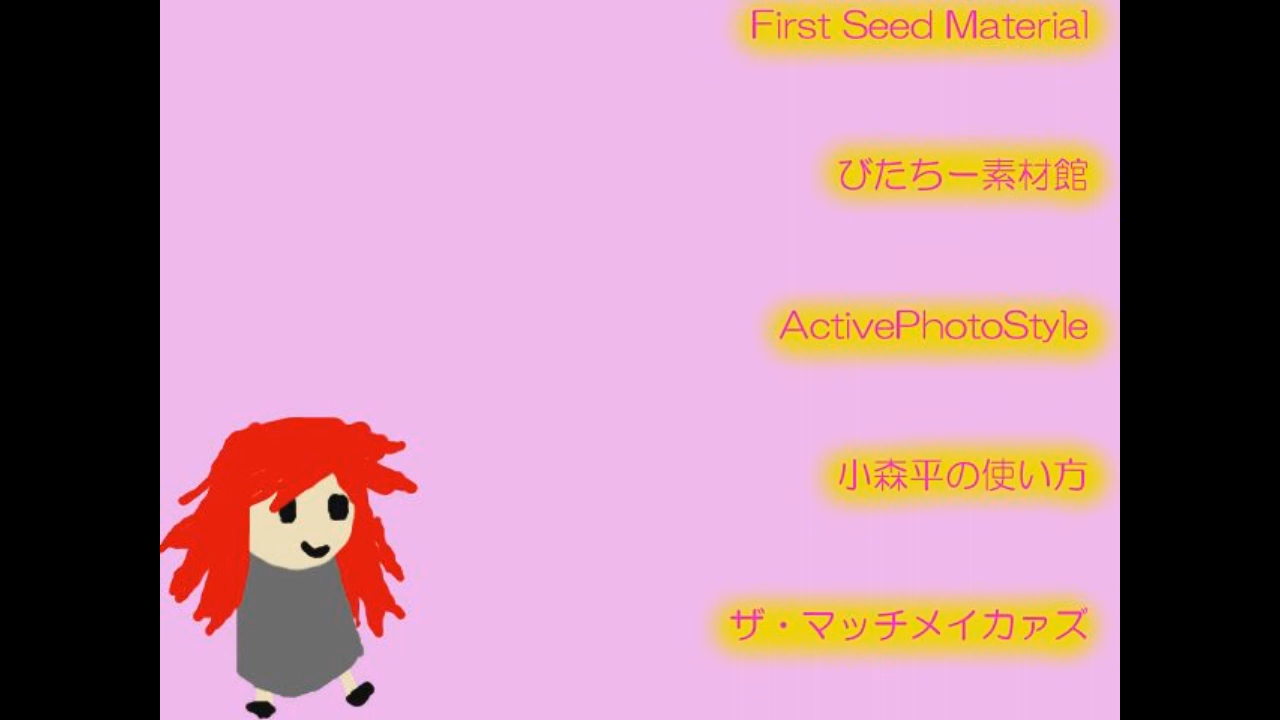 First Seed Material
びたちー素材館
ActivePhotoStyle
小森平の使い方
ザ・マッチメイカァズ